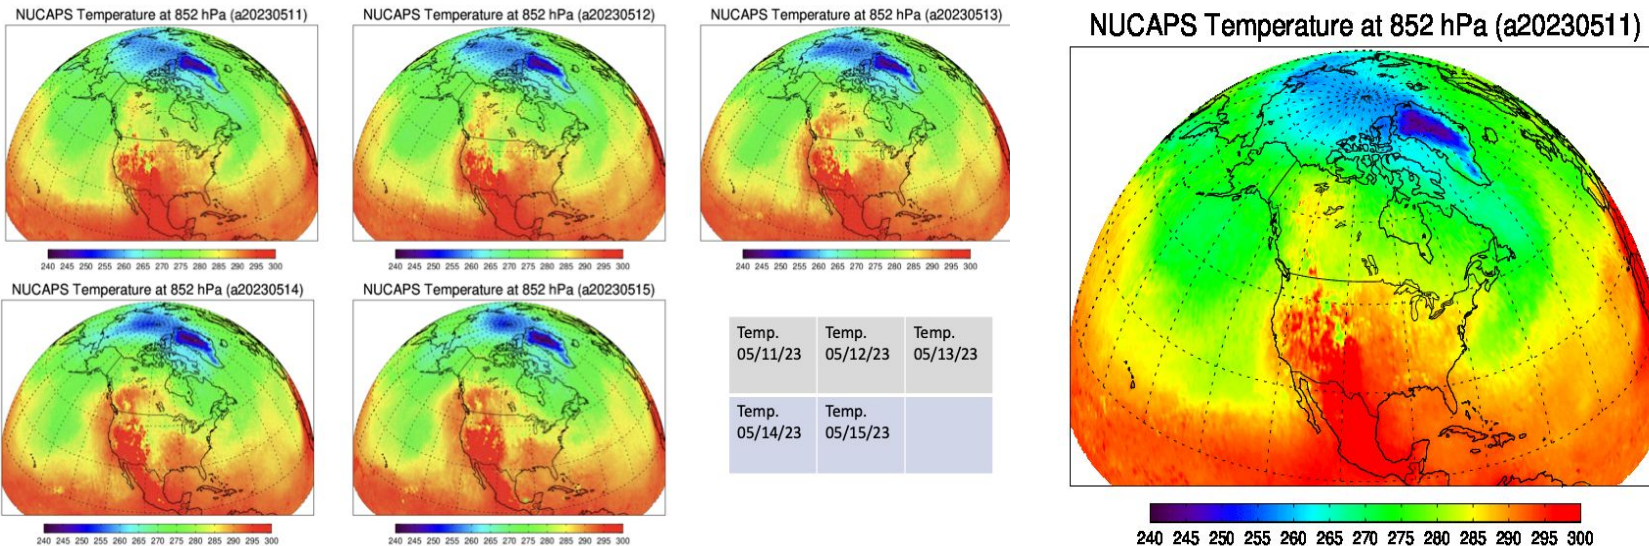 NUCAPS Temperature at 852 hPa (a20230511)
240 245 250 255 260 265 270 275 280 285 290 295 300
NUCAPS Temperature at 852 hPa (a20230512)
240 245 250 255 260 265 270 275 280 285 290 295 300
NUCAPS Temperature at 852 hPa (a20230513)
240 245 250 255 260 265 270 275 280 285 290 295 300
NUCAPS Temperature at 852 hPa (a20230514)
240 245 250 255 260 265 270 275 280 285 290 295 300
NUCAPS Temperature at 852 hPa (a20230515)
240 245 250 255 260 265 270 275 280 285 290 295 300
Temp.
05/11/23
Temp.
05/12/23
Temp.
05/13/23
Temp.
05/14/23
Temp.
05/15/23
NUCAPS Temperature at 852 hPa (a20230511)
240 245 250 255 260 265 270 275 280 285 290 295 300